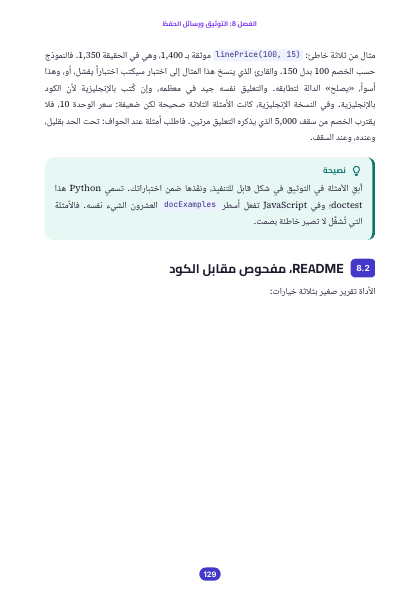 الفصل 8: التوثيق ورسائل الحفظ
مثال من ثلاثة خاطئ: linePrice(100, 15) موثقة بـ 1,400، وهي في الحقيقة 1,350. فالنموذج
حسب الخصم 100 بدل 150. والقارئ الذي ينسخ هذا المثال إلى اختبار سيكتب اختباراً يفشل، أو، وهذا
أسوأ، «يصلح» الدالة لتطابقه. والتعليق نفسه جيد في معظمه، وإن كُتب بالإنجليزية لأن الكود
بالإنجليزية. وفي النسخة الإنجليزية، كانت الأمثلة الثلاثة صحيحة لكن ضعيفة: سعر الوحدة 10، فلا
يقترب الخصم من سقف 5,000 الذي يذكره التعليق مرتين. فاطلب أمثلة عند الحواف: تحت الحد بقليل،
وعنده، وعند السقف.
نصيحة
أبقِ الأمثلة في التوثيق في شكل قابل للتنفيذ، ونفّذها ضمن اختباراتك. تسمي Python هذا
doctest؛ وفي JavaScript تفعل أسطر docExamples العشرون الشيء نفسه. فالأمثلة
التي تُشغَّل لا تصير خاطئة بصمت.
8.2 README، مفحوص مقابل الكود
الأداة تقرير صغير بثلاثة خيارات:
129